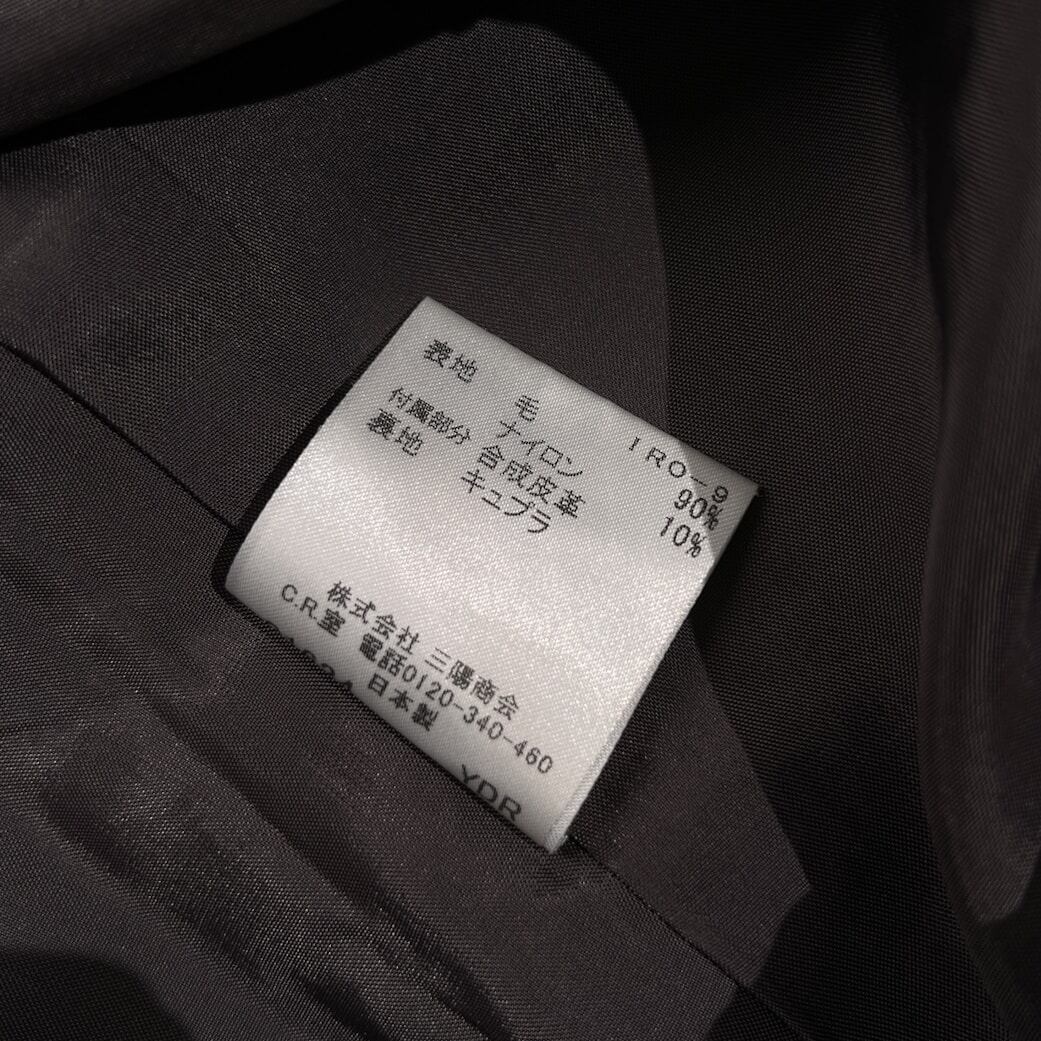 IRO-9
表地 毛 90%
ナイロン 10%
付属部分 合成皮革
裏地 キュプラ
株式会社 三陽商会
C.R.室 電話0120-340-460
日本製
YDR